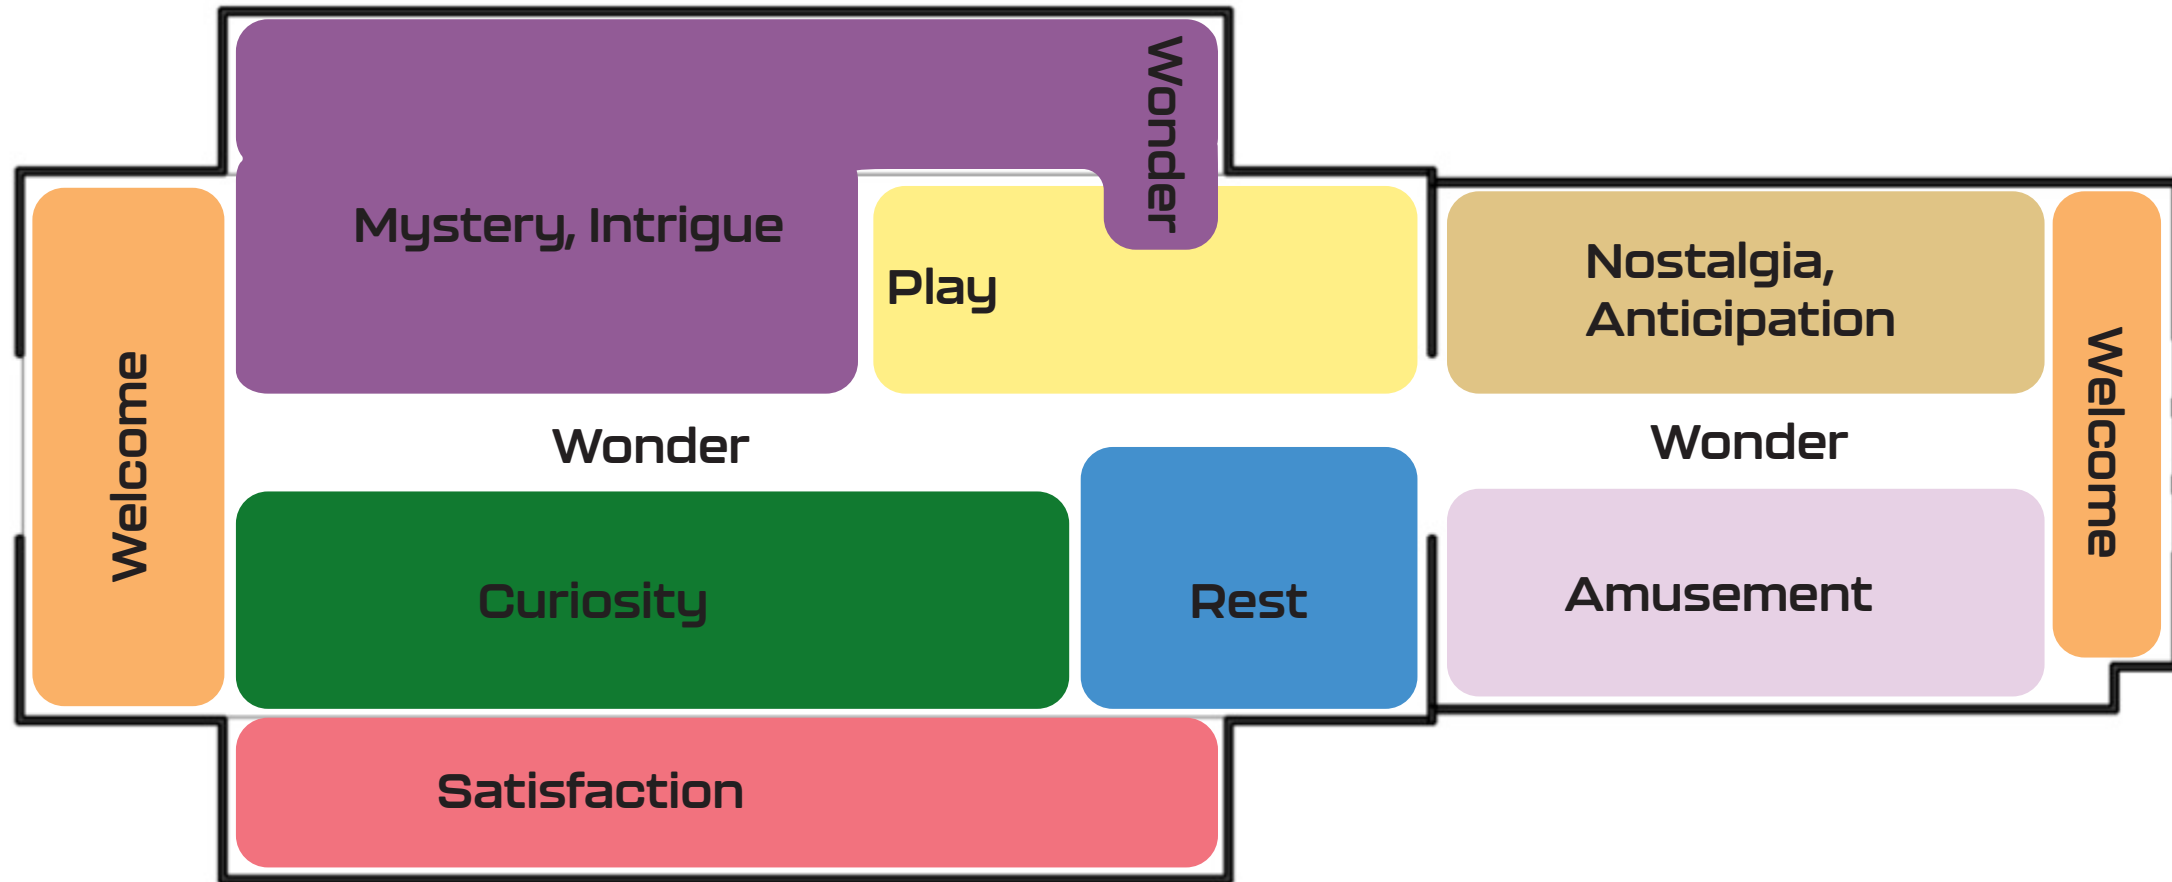 Wonder
Mystery, Intrigue
Play
Nostalgia,
Anticipation
Welcome
Wonder
Wonder
Welcome
Curiosity
Rest
Amusement
Satisfaction